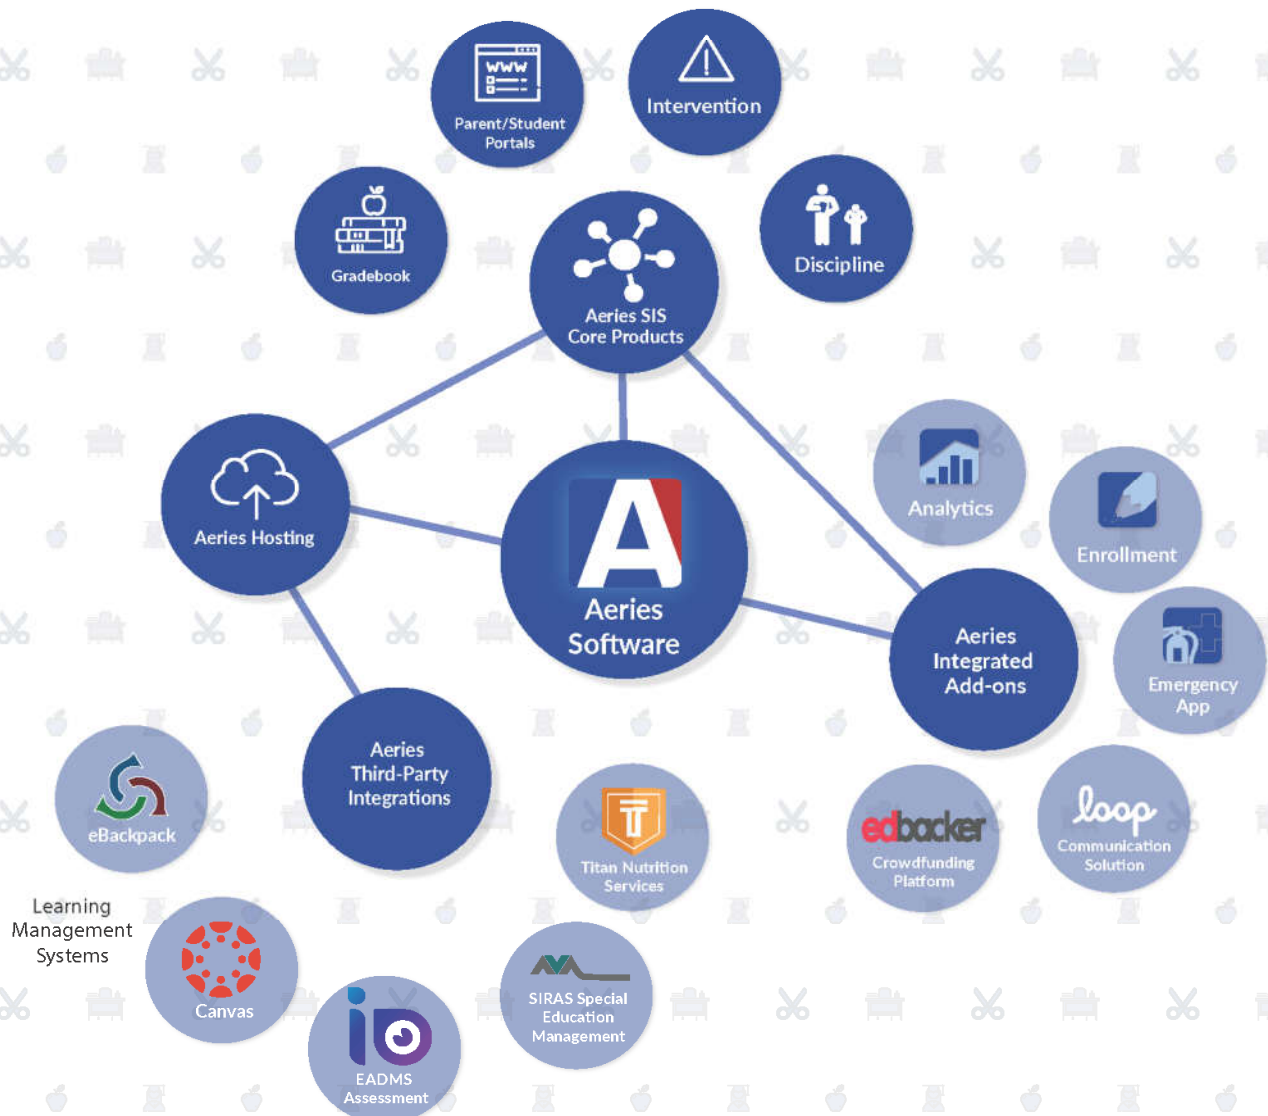 www
Parent/Student
Portals
Intervention
Gradebook
Discipline
Aeries SIS
Core Products
Aeries Hosting
A
Aeries
Software
Analytics
Enrollment
Aeries
Integrated
Add-ons
Emergency
App
Aeries
Third-Party
Integrations
eBackpack
T
Titan Nutrition
Services
edbacker
Crowdfunding
Platform
loop
Communication
Solution
Learning
Management
Systems
Canvas
SIRAS Special
Education
Management
EADMS
Assessment